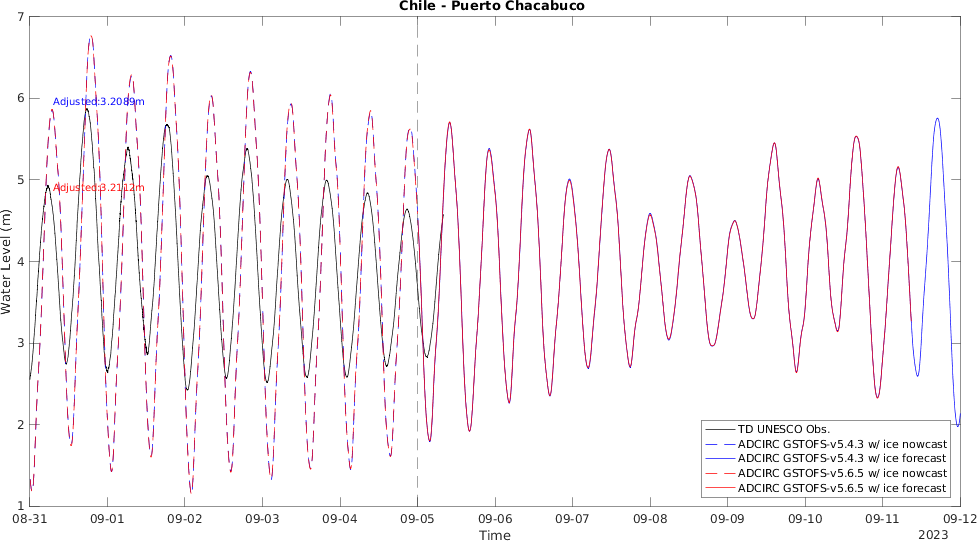 Chile - Puerto Chacabuco
7
6
5
4
3
2
1
Water Level (m)
Adjusted:3.2089m
Adjusted:3.2112m
TD UNESCO Obs.
ADCIRC GSTOFS-v5.4.3 w/ ice nowcast
ADCIRC GSTOFS-v5.4.3 w/ ice forecast
ADCIRC GSTOFS-v5.6.5 w/ ice nowcast
ADCIRC GSTOFS-v5.6.5 w/ ice forecast
08-31 09-01 09-02 09-03 09-04 09-05 09-06 09-07 09-08 09-09 09-10 09-11 09-12
Time
2023